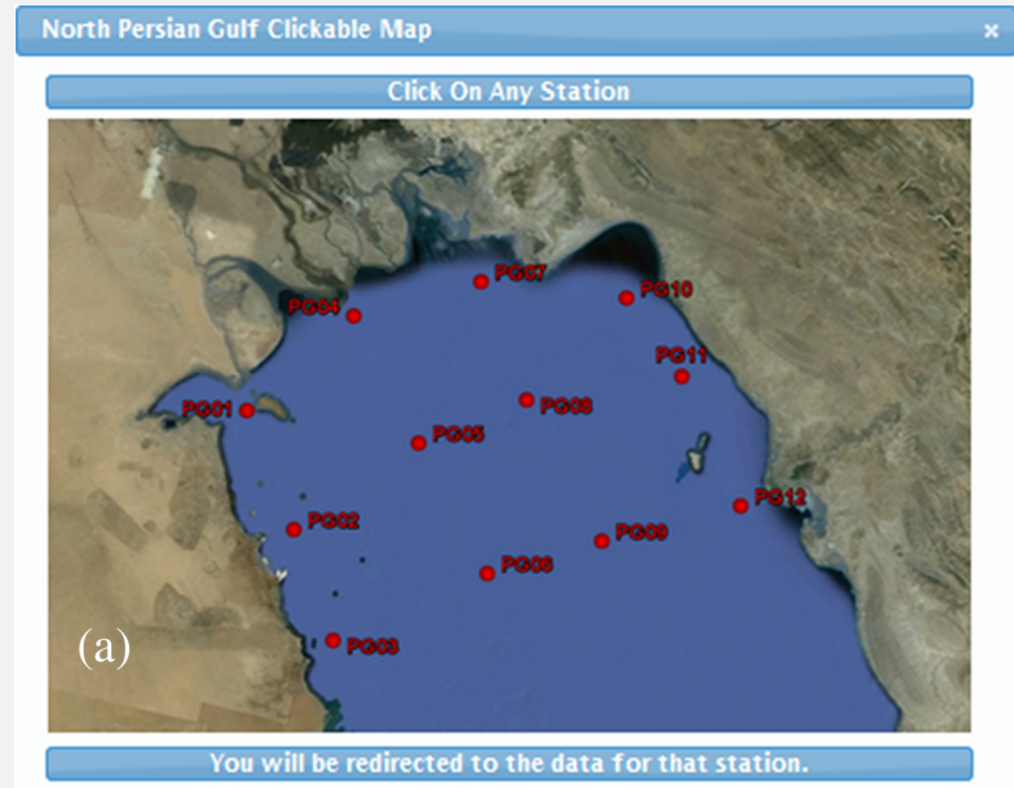 North Persian Gulf Clickable Map ×
Click On Any Station
PG07
PG04
PG10
PG11
PG01
PG08
PG05
PG12
PG02
PG09
PG06
(a)
PG03
You will be redirected to the data for that station.